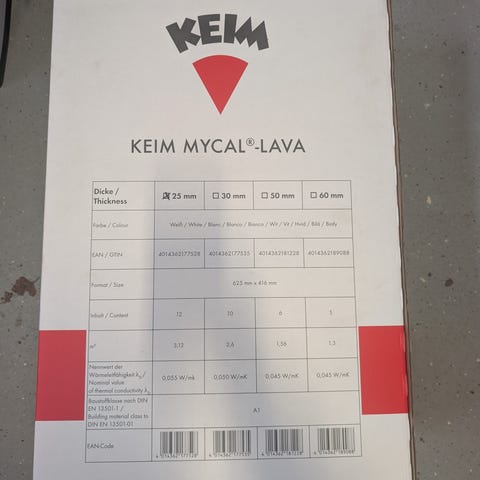 KEIM
KEIM MYCAL®-LAVA
Dicke / Thickness ☒ 25 mm ☐ 30 mm ☐ 50 mm ☐ 60 mm
Farbe / Colour Weiß / White / Blanc / Blanco / Bianco / Wit / Vit / Hvid / Bílá / Biały
EAN / GTIN 4014362177528 4014362177535 4014362181228 4014362189088
Format / Size 625 mm x 416 mm
Inhalt / Content 12 10 6 5
m² 3,12 2,6 1,56 1,3
Nennwert der
Wärmeleitfähigkeit λ
Nominal value
of thermal conductivity λ
0,055 W/mk 0,050 W/mK 0,045 W/mK 0,045 W/mK
Baustoffklasse nach DIN
EN 13501-1 /
Building material class to
DIN EN 13501-01
A1
EAN-Code